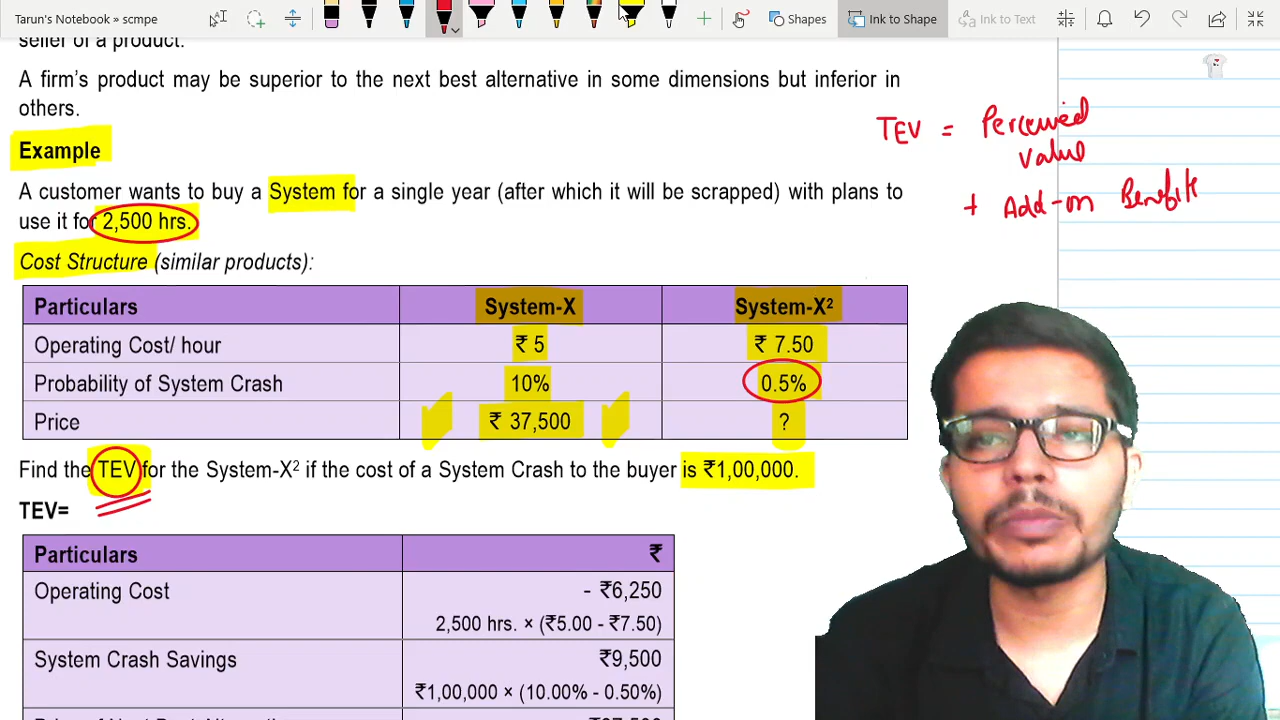 Tarun's Notebook » scmpe
Shapes
Ink to Shape
Ink to Text
seller of a product.
A firm's product may be superior to the next best alternative in some dimensions but inferior in
others.
Example
A customer wants to buy a System for a single year (after which it will be scrapped) with plans to
use it for 2,500 hrs.
Cost Structure (similar products):
Particulars System-X System-X²
Operating Cost/ hour ₹ 5 ₹ 7.50
Probability of System Crash 10% 0.5%
Price ₹ 37,500 ?
Find the TEV for the System-X² if the cost of a System Crash to the buyer is ₹1,00,000.
TEV=
Particulars ₹
Operating Cost - ₹6,250
2,500 hrs. × (₹5.00 - ₹7.50)
System Crash Savings ₹9,500
₹1,00,000 × (10.00% - 0.50%)
TEV = Perceived
value
+ Add-on Benefits